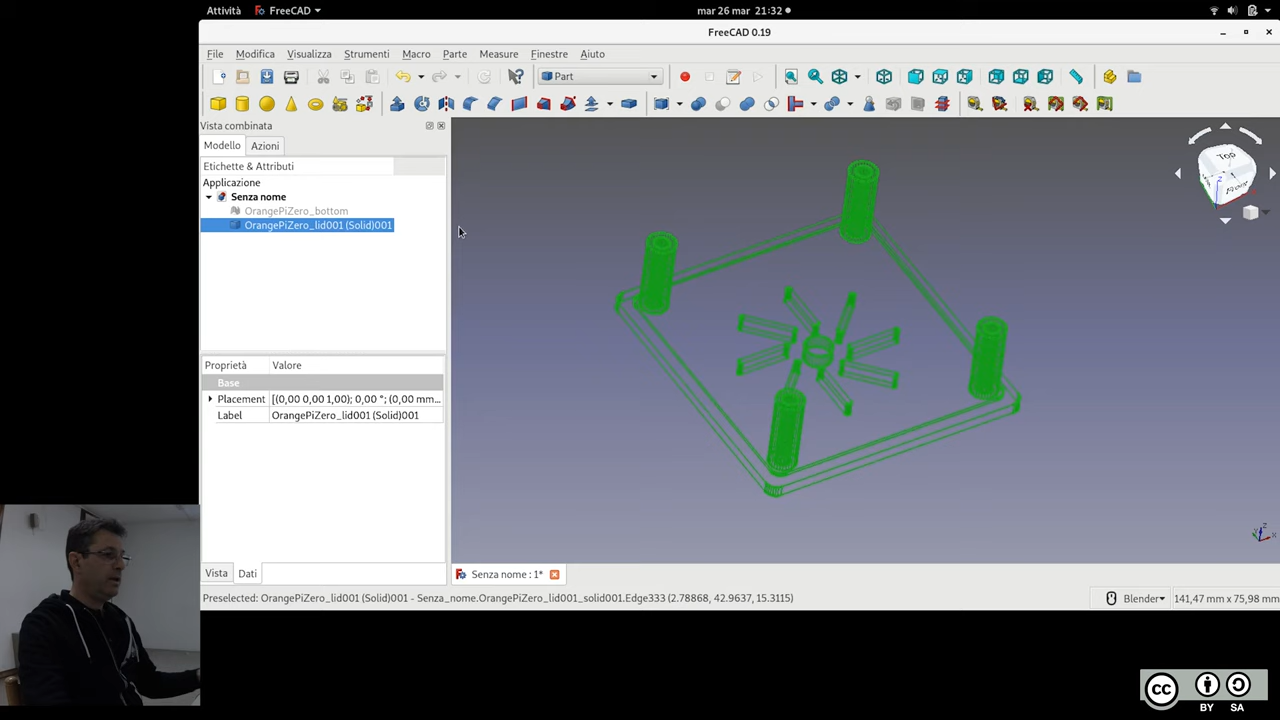 Attività
FreeCAD
mar 26 mar 21:32
FreeCAD 0.19
File Modifica Visualizza Strumenti Macro Parte Measure Finestre Aiuto
Part
Vista combinata
Modello Azioni
Etichette & Attributi
Applicazione
Senza nome
OrangePiZero_bottom
OrangePiZero_lid001 (Solid)001
Proprietà Valore
Base
Placement [(0,00 0,00 1,00); 0,00 °; (0,00 mm...
Label OrangePiZero_lid001 (Solid)001
Vista Dati
Top
Front
Senza nome : 1*
Preselected: OrangePiZero_lid001 (Solid)001 - Senza_nome.OrangePiZero_lid001_solid001.Edge333 (2.78868, 42.9637, 15.3115)
Blender
141,47 mm x 75,98 mm
CC
BY SA